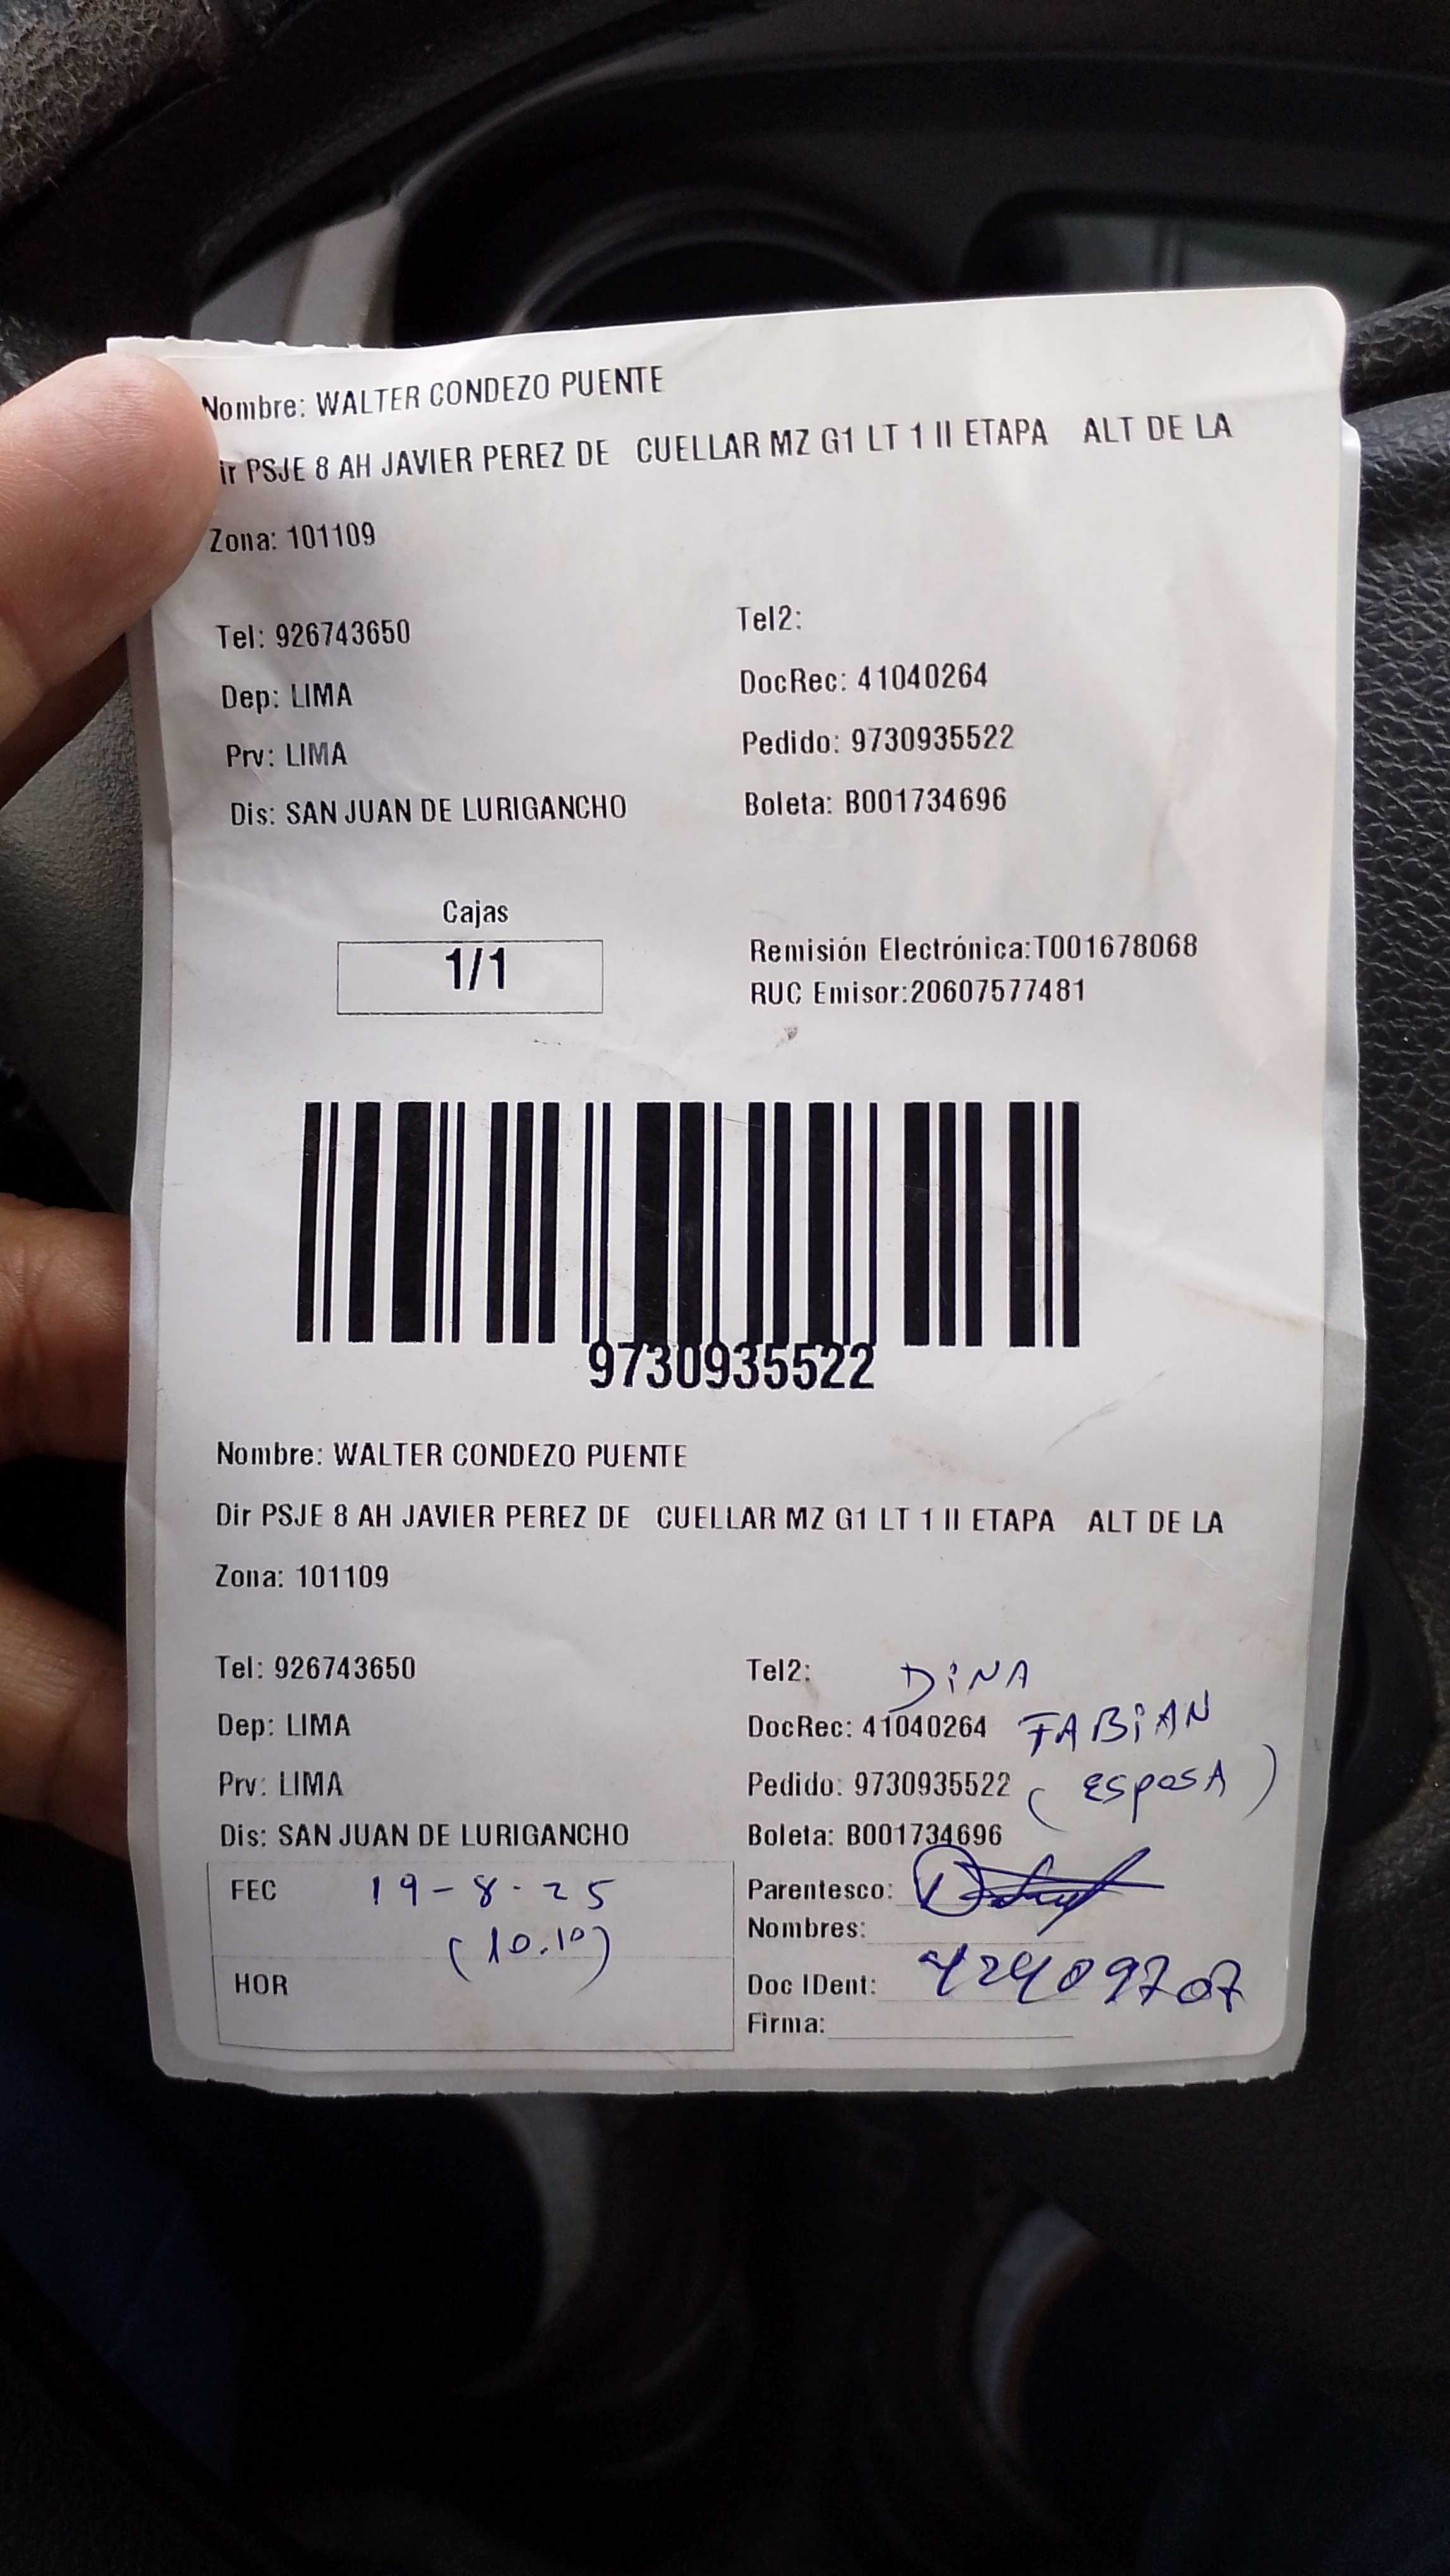 Nombre: WALTER CONDEZO PUENTE
ir PSJE 8 AH JAVIER PEREZ DE CUELLAR MZ G1 LT 1 II ETAPA ALT DE LA
Zona: 101109
Tel: 926743650
Tel2:
Dep: LIMA
DocRec: 41040264
Prv: LIMA
Pedido: 9730935522
Dis: SAN JUAN DE LURIGANCHO
Boleta: B001734696
Cajas
1/1
Remisión Electrónica:T001678068
RUC Emisor:20607577481
9730935522
Nombre: WALTER CONDEZO PUENTE
Dir PSJE 8 AH JAVIER PEREZ DE CUELLAR MZ G1 LT 1 II ETAPA ALT DE LA
Zona: 101109
Tel: 926743650
Tel2: DiNA
Dep: LIMA
DocRec: 41040264 FABiAN
Prv: LIMA
Pedido: 9730935522 (ESposA)
Dis: SAN JUAN DE LURIGANCHO
Boleta: B001734696
FEC 19-8-25
(10.10)
HOR
Parentesco:
Nombres:
Doc IDent: 42409707
Firma: